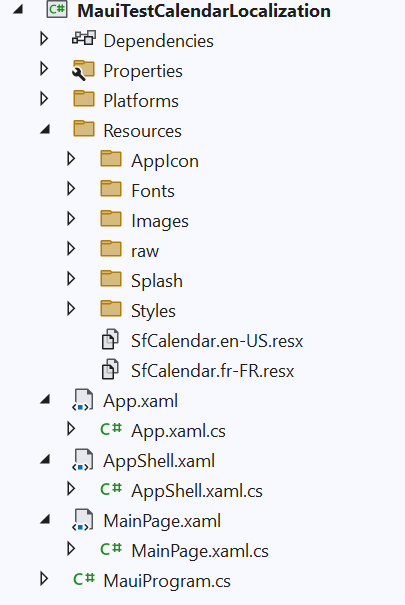 C# MauiTestCalendarLocalization
Dependencies
Properties
Platforms
Resources
AppIcon
Fonts
Images
raw
Splash
Styles
SfCalendar.en-US.resx
SfCalendar.fr-FR.resx
App.xaml
C# App.xaml.cs
AppShell.xaml
C# AppShell.xaml.cs
MainPage.xaml
C# MainPage.xaml.cs
C# MauiProgram.cs